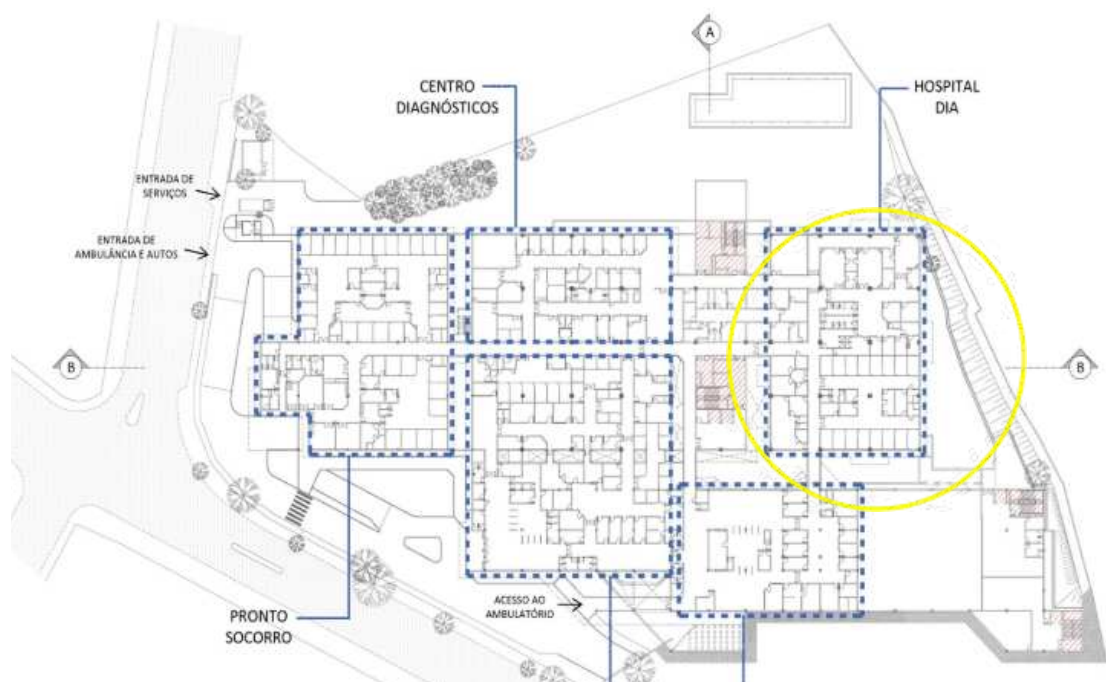 A
CENTRO
DIAGNÓSTICOS
HOSPITAL
DIA
ENTRADA DE
SERVIÇOS
ENTRADA DE
AMBULÂNCIA E AUTOS
B
B
ACESSO AO
AMBULATÓRIO
PRONTO
SOCORRO